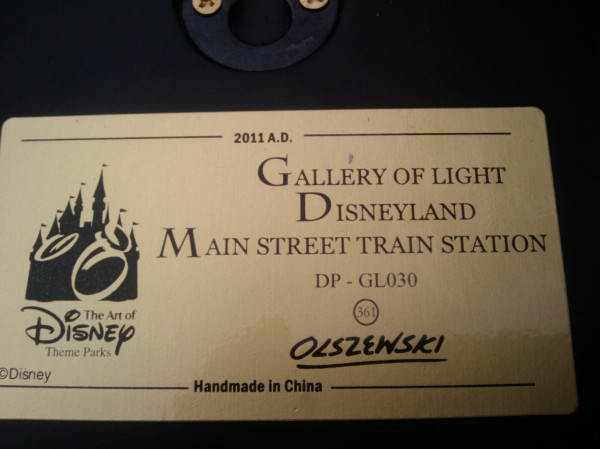 2011 A.D.
GALLERY OF LIGHT
DISNEYLAND
MAIN STREET TRAIN STATION
DP - GL030
361
OLSZEWSKI
The Art of
Disney
Theme Parks
©Disney
Handmade in China